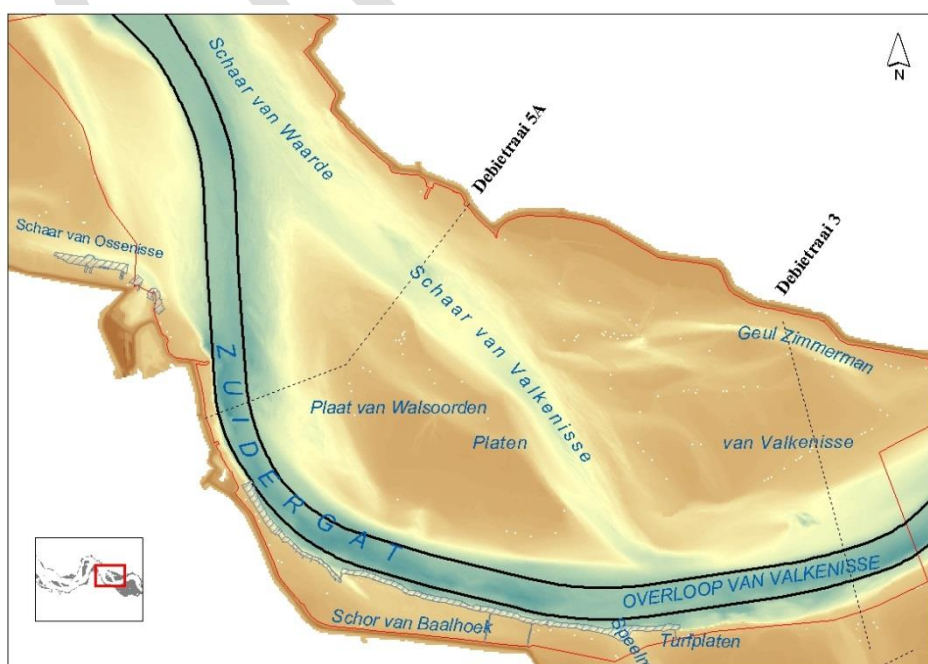 Schaar van Waarde
N
Debietraai 5A
Schaar van Ossenisse
Debietraai 3
Schaar van Valkenisse
Geul Zimmerman
ZUIDERGAT
Plaat van Walsoorden
Platen
van Valkenisse
OVERLOOP VAN VALKENISSE
Schor van Baalhoek
Speeln
Turfplaten